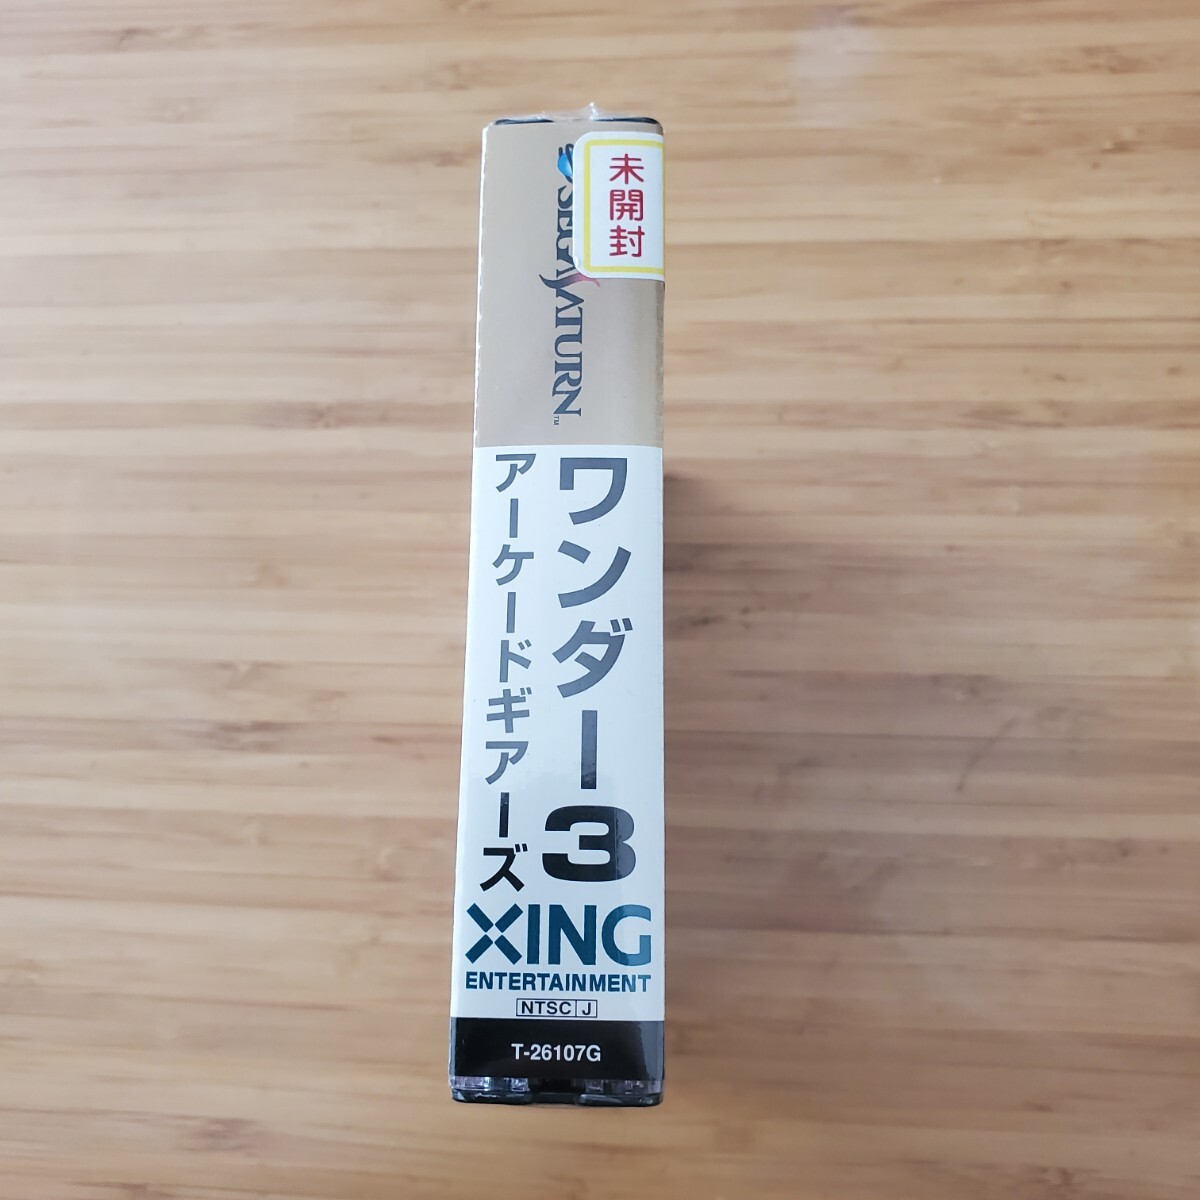 未開封
SEGA SATURN™
ワンダー3
アーケードギアーズ
XING
ENTERTAINMENT
NTSC J
T-26107G